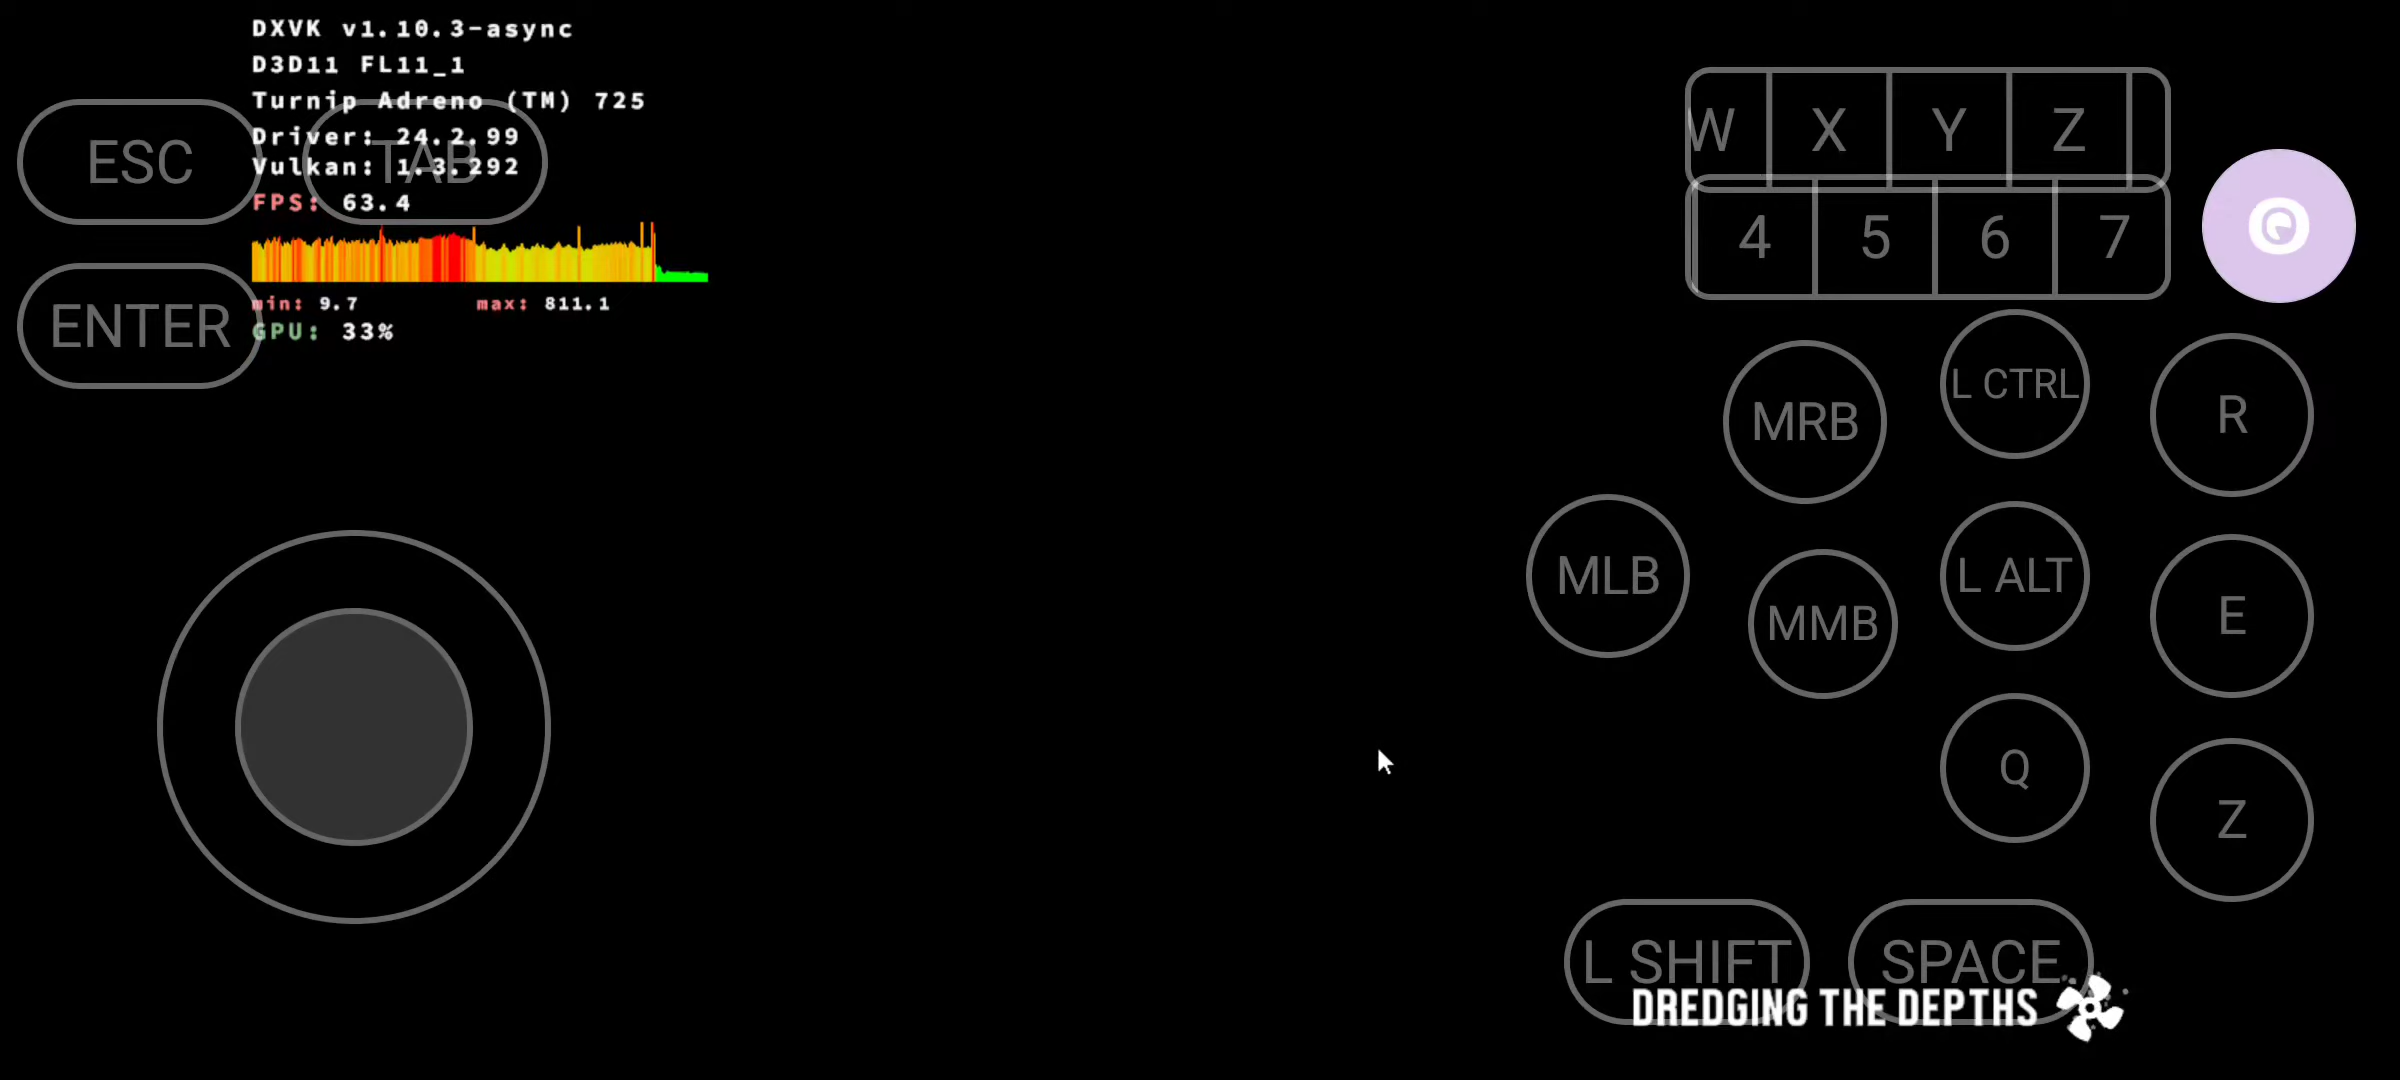 DXVK v1.10.3-async
D3D11 FL11_1
Turnip Adreno (TM) 725
Driver: 24.2.99
Vulkan: 1.3.292
FPS: 63.4
min: 9.7 max: 811.1
GPU: 33%
ESC
TAB
ENTER
W X Y Z
4 5 6 7
MRB
L CTRL
R
MLB
MMB
L ALT
E
Q
Z
L SHIFT
SPACE
DREDGING THE DEPTHS